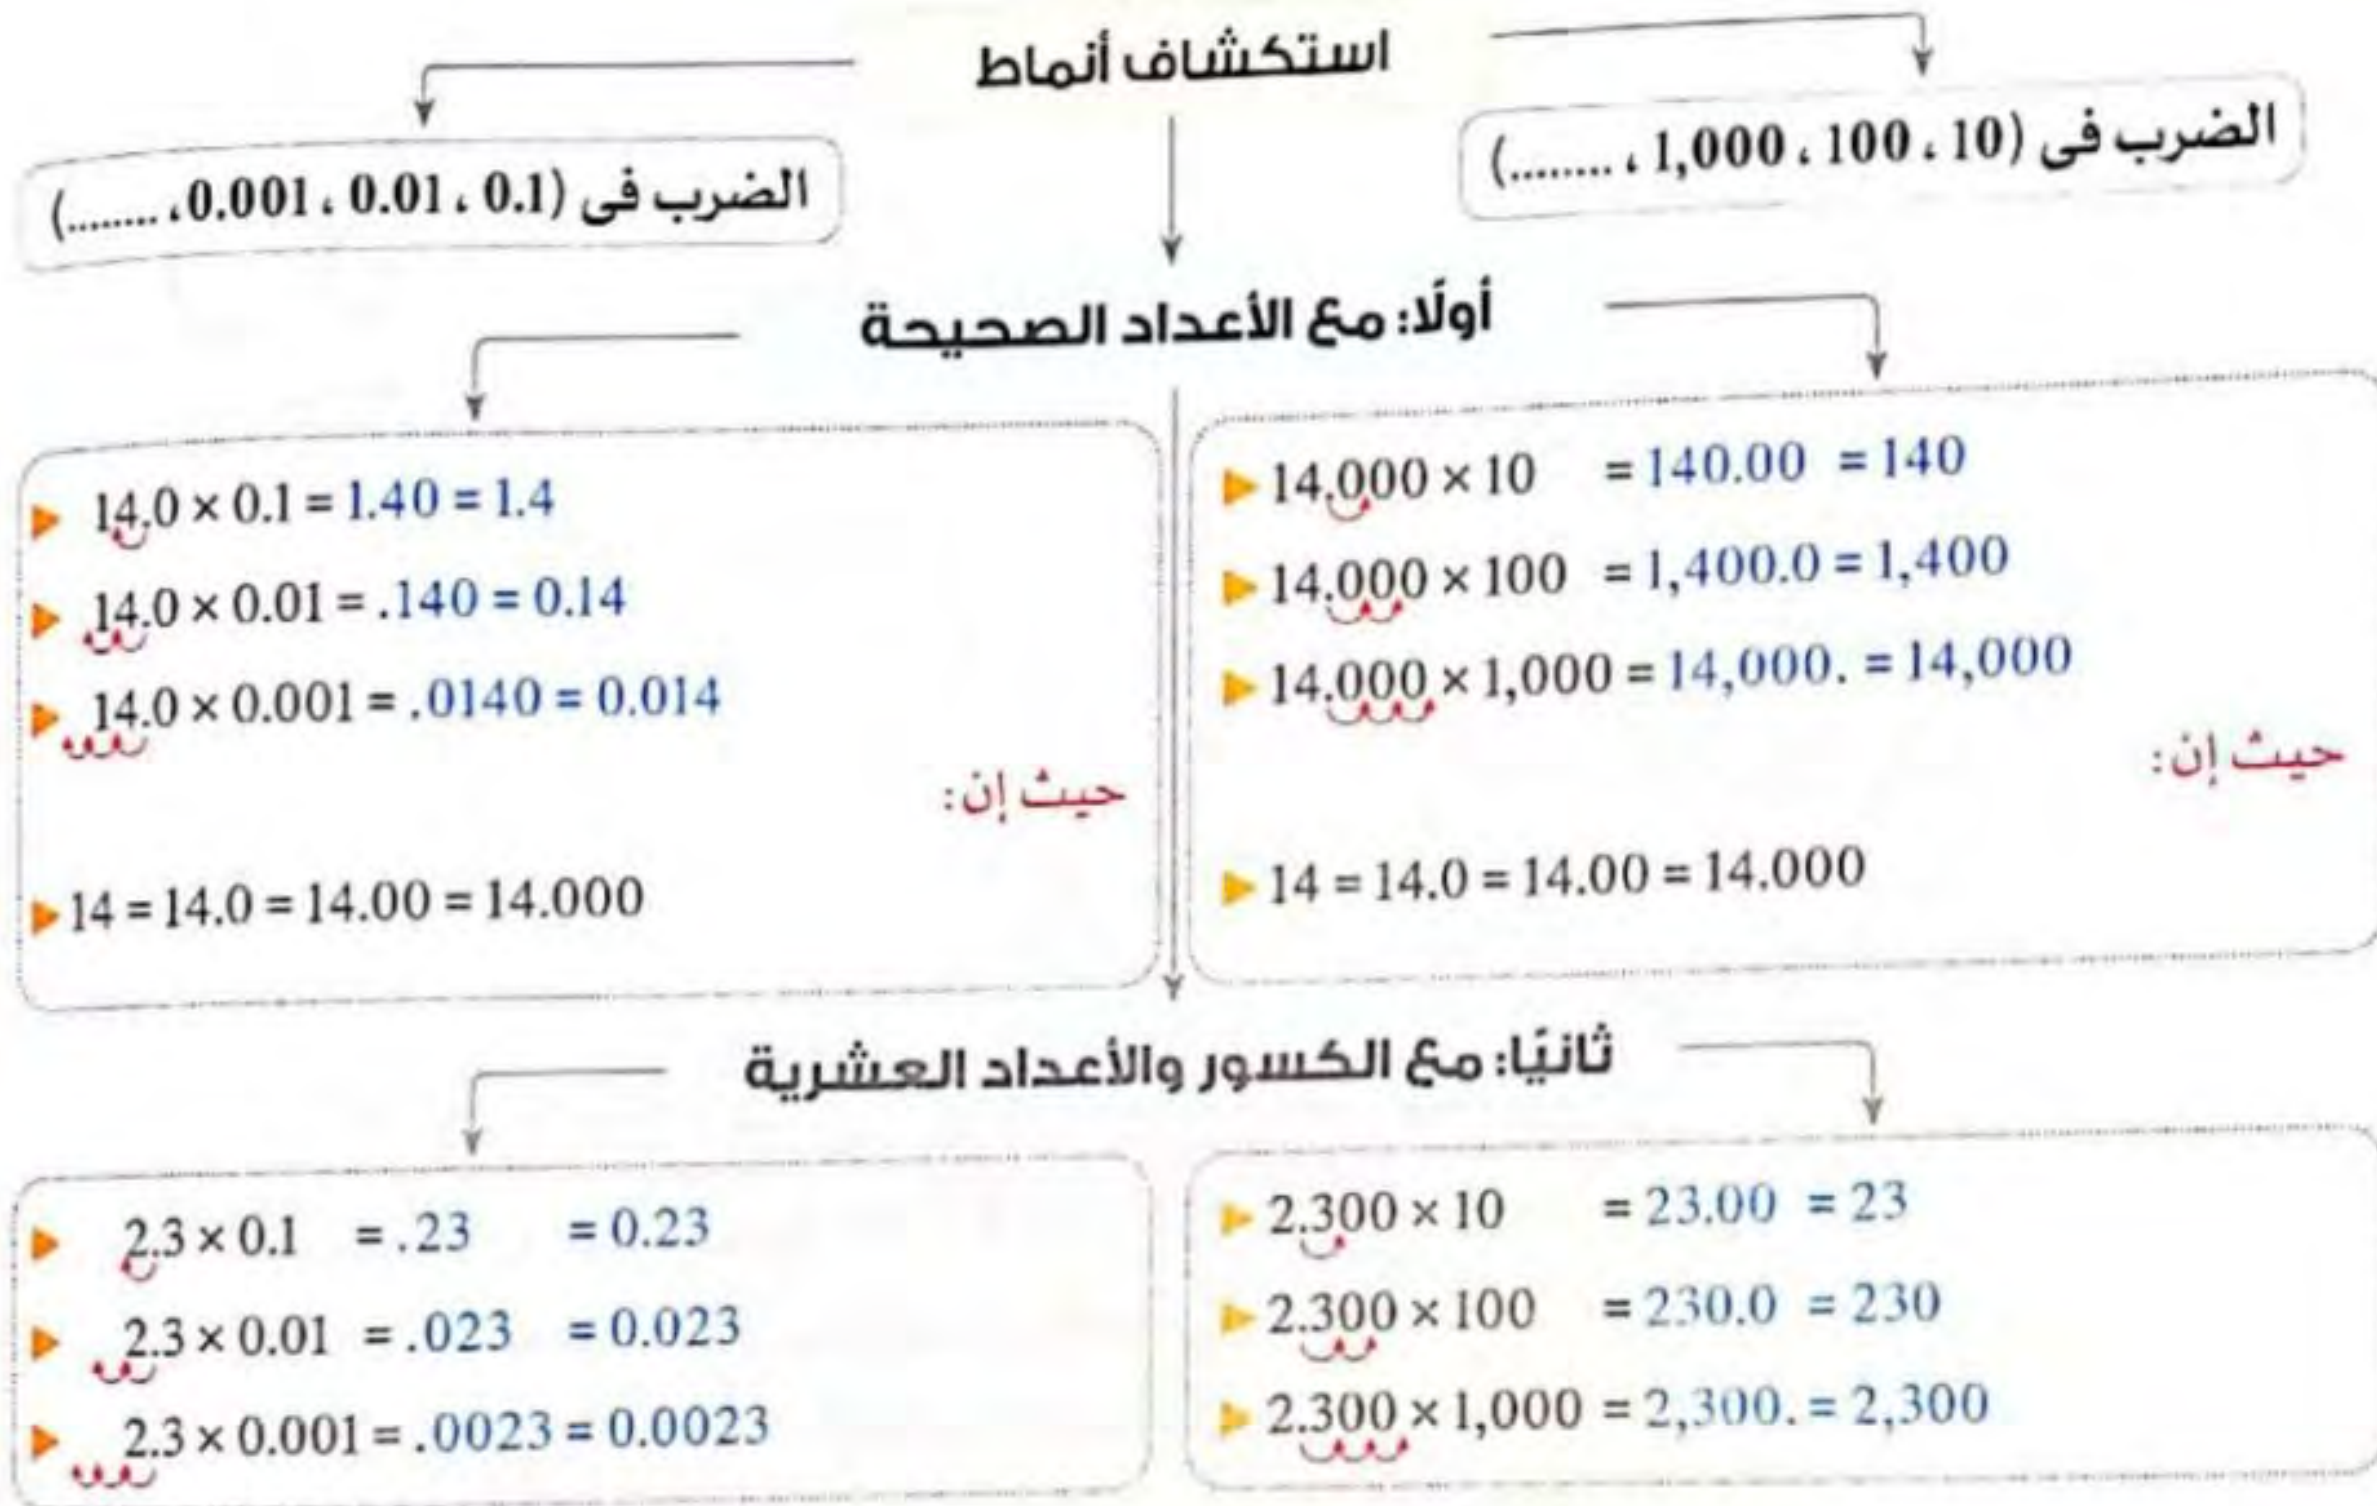 استكشاف أنماط
الضرب فى (10 ، 100 ، 1,000 ، ........)
الضرب فى (0.1 ، 0.01 ، 0.001 ، ........)
أولًا: مع الأعداد الصحيحة
14.000 × 10 = 140.00 = 140
14.000 × 100 = 1,400.0 = 1,400
14.000 × 1,000 = 14,000. = 14,000
حيث إن:
14 = 14.0 = 14.00 = 14.000
14.0 × 0.1 = 1.40 = 1.4
14.0 × 0.01 = .140 = 0.14
14.0 × 0.001 = .0140 = 0.014
حيث إن:
14 = 14.0 = 14.00 = 14.000
ثانيًا: مع الكسور والأعداد العشرية
2.300 × 10 = 23.00 = 23
2.300 × 100 = 230.0 = 230
2.300 × 1,000 = 2,300. = 2,300
2.3 × 0.1 = .23 = 0.23
2.3 × 0.01 = .023 = 0.023
2.3 × 0.001 = .0023 = 0.0023